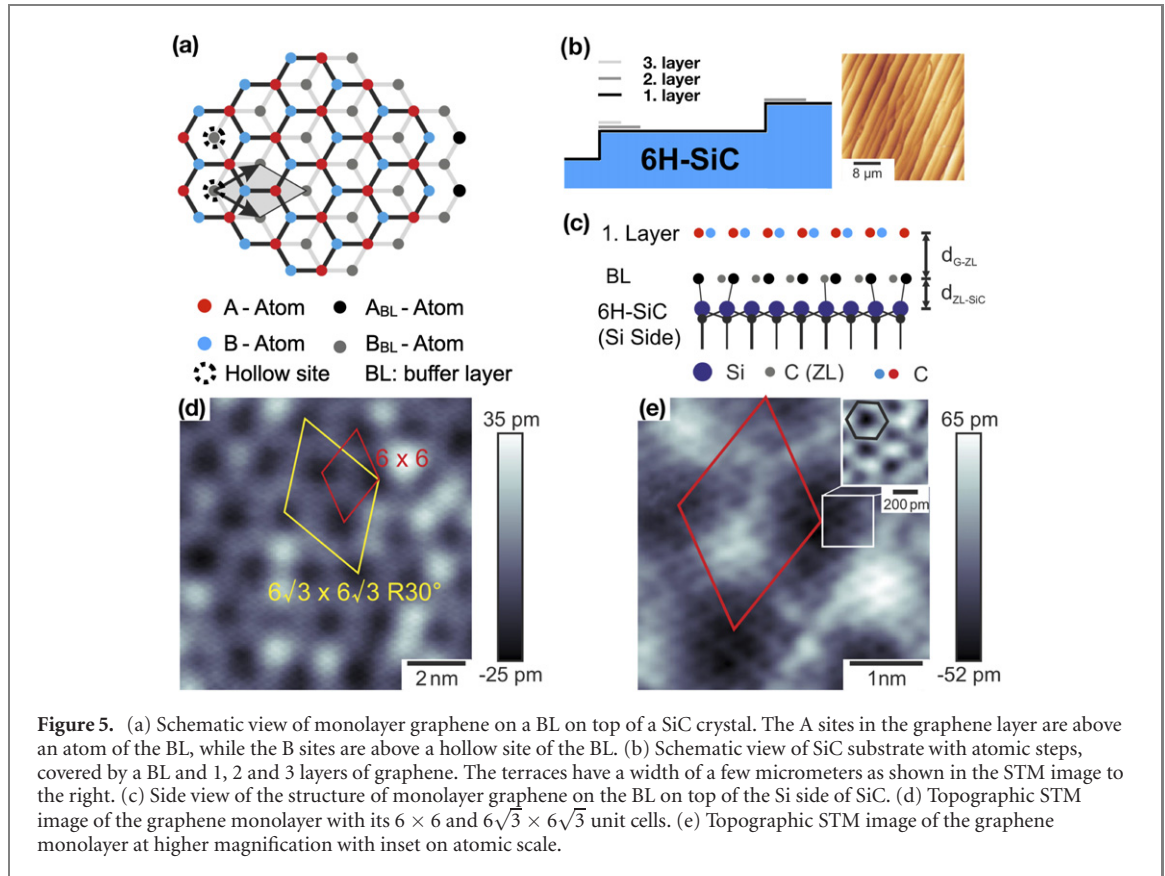 (a)
A - Atom
A_BL - Atom
B - Atom
B_BL - Atom
Hollow site
BL: buffer layer
(b)
3. layer
2. layer
1. layer
6H-SiC
8 µm
(c)
1. Layer
BL
6H-SiC
(Si Side)
d_G-ZL
d_ZL-SiC
Si
C (ZL)
C
(d)
35 pm
6 x 6
6√3 x 6√3 R30°
2 nm
-25 pm
(e)
65 pm
200 pm
1nm
-52 pm
Figure 5. (a) Schematic view of monolayer graphene on a BL on top of a SiC crystal. The A sites in the graphene layer are above
an atom of the BL, while the B sites are above a hollow site of the BL. (b) Schematic view of SiC substrate with atomic steps,
covered by a BL and 1, 2 and 3 layers of graphene. The terraces have a width of a few micrometers as shown in the STM image to
the right. (c) Side view of the structure of monolayer graphene on the BL on top of the Si side of SiC. (d) Topographic STM
image of the graphene monolayer with its 6 × 6 and 6√3 × 6√3 unit cells. (e) Topographic STM image of the graphene
monolayer at higher magnification with inset on atomic scale.